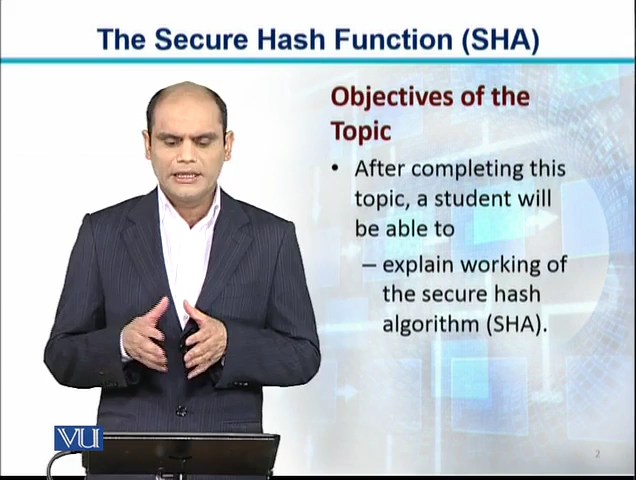 The Secure Hash Function (SHA)
Objectives of the
Topic
• After completing this
topic, a student will
be able to
– explain working of
the secure hash
algorithm (SHA).
VU
2